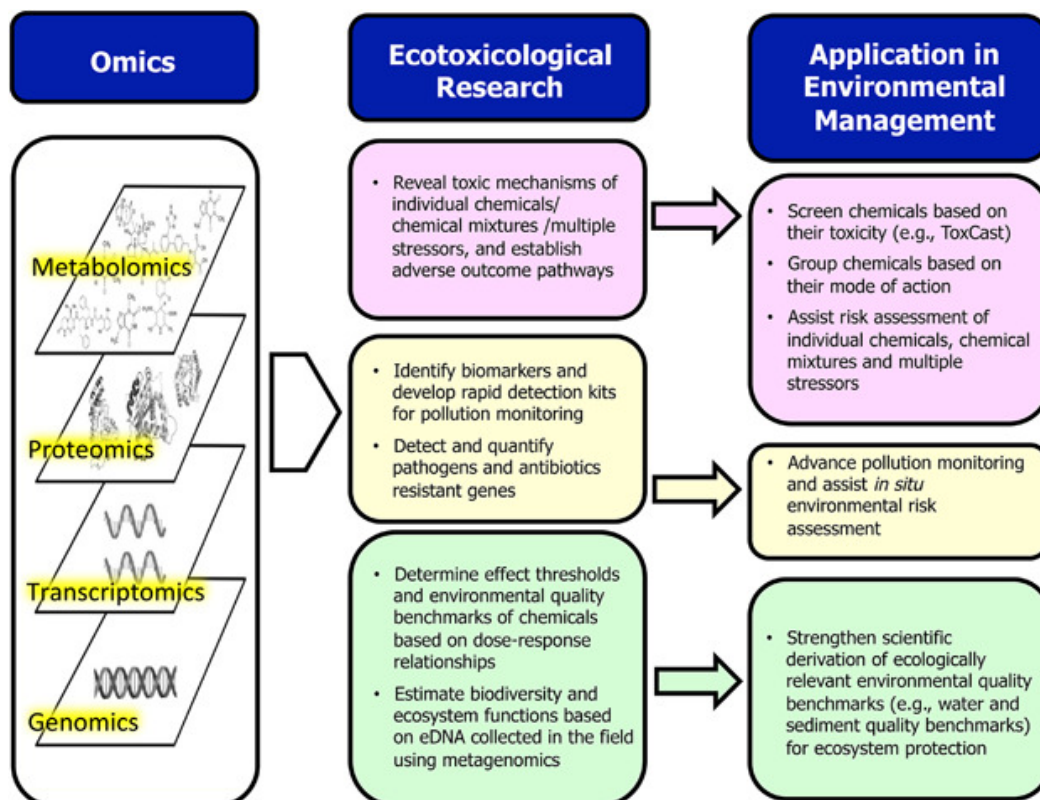 Omics
Metabolomics
Proteomics
Transcriptomics
Genomics
Ecotoxicological
Research
• Reveal toxic mechanisms of
individual chemicals/
chemical mixtures /multiple
stressors, and establish
adverse outcome pathways
• Identify biomarkers and
develop rapid detection kits
for pollution monitoring
• Detect and quantify
pathogens and antibiotics
resistant genes
• Determine effect thresholds
and environmental quality
benchmarks of chemicals
based on dose-response
relationships
• Estimate biodiversity and
ecosystem functions based
on eDNA collected in the field
using metagenomics
Application in
Environmental
Management
• Screen chemicals based on
their toxicity (e.g., ToxCast)
• Group chemicals based on
their mode of action
• Assist risk assessment of
individual chemicals, chemical
mixtures and multiple
stressors
• Advance pollution monitoring
and assist in situ
environmental risk
assessment
• Strengthen scientific
derivation of ecologically
relevant environmental quality
benchmarks (e.g., water and
sediment quality benchmarks)
for ecosystem protection